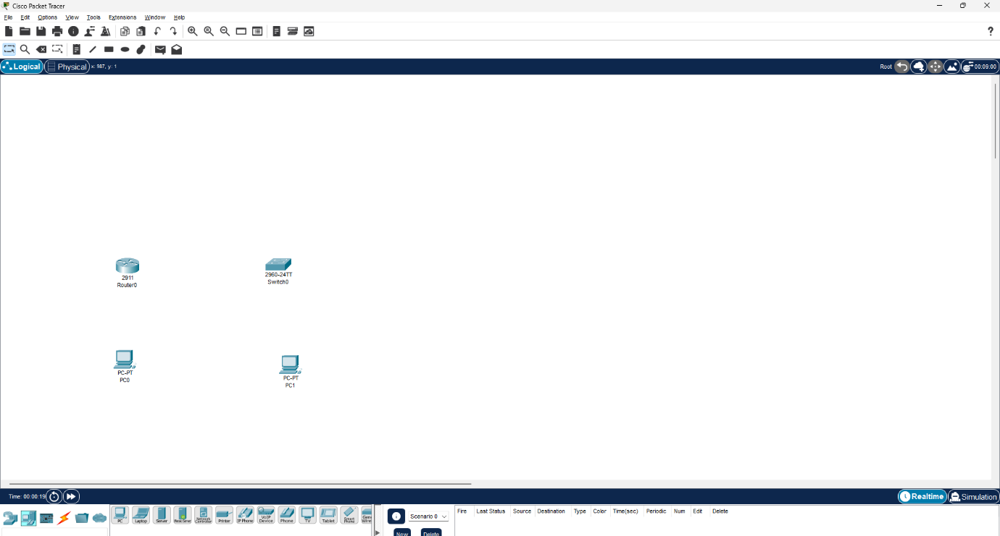 Cisco Packet Tracer
File Edit Options View Tools Extensions Window Help
?
Logical Physical x: 987, y: 1 Root 00:09:00
2911
Router0
2960-24TT
Switch0
PC-PT
PC0
PC-PT
PC1
Time: 00:00:19 Realtime Simulation
PC Laptop Server Meraki Server Network Controller Printer IP Phone VoIP Device Phone TV Tablet Smart Phone
Scenario 0
New Delete
Fire Last Status Source Destination Type Color Time(sec) Periodic Num Edit Delete